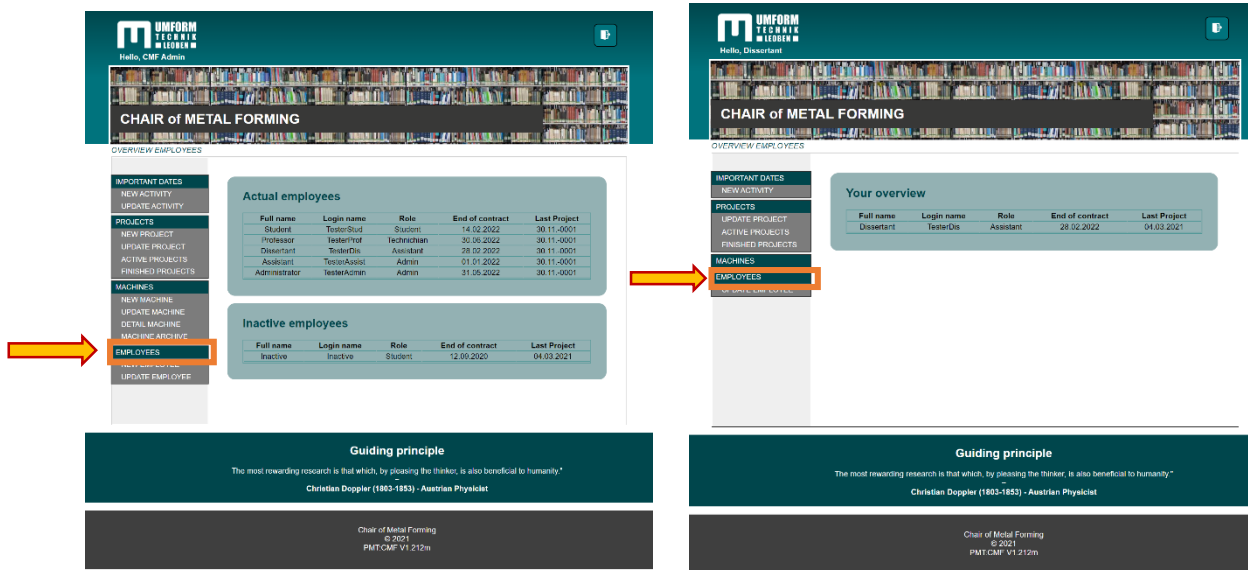 UMFORM
TECHNIK
LEOBEN
Hello, CMF Admin
CHAIR of METAL FORMING
OVERVIEW EMPLOYEES
IMPORTANT DATES
NEW ACTIVITY
UPDATE ACTIVITY
PROJECTS
NEW PROJECT
UPDATE PROJECT
ACTIVE PROJECTS
FINISHED PROJECTS
MACHINES
NEW MACHINE
UPDATE MACHINE
DETAIL MACHINE
MACHINE ARCHIVE
EMPLOYEES
NEW EMPLOYEE
UPDATE EMPLOYEE
Actual employees
Full name Login name Role End of contract Last Project
Student TesterStud Student 14.02.2022 30.11.-0001
Professor TesterProf Technichian 30.06.2022 30.11.-0001
Dissertant TesterDis Assistant 28.02.2022 30.11.-0001
Assistant TesterAssist Admin 01.01.2022 30.11.-0001
Administrator TesterAdmin Admin 31.05.2022 30.11.-0001
Inactive employees
Full name Login name Role End of contract Last Project
Inactive Inactive Student 12.09.2020 04.03.2021
Guiding principle
The most rewarding research is that which, by pleasing the thinker, is also beneficial to humanity."
–
Christian Doppler (1803-1853) - Austrian Physicist
Chair of Metal Forming
© 2021
PMT:CMF V1.212m
UMFORM
TECHNIK
LEOBEN
Hello, Dissertant
CHAIR of METAL FORMING
OVERVIEW EMPLOYEES
IMPORTANT DATES
NEW ACTIVITY
PROJECTS
UPDATE PROJECT
ACTIVE PROJECTS
FINISHED PROJECTS
MACHINES
EMPLOYEES
UPDATE EMPLOYEE
Your overview
Full name Login name Role End of contract Last Project
Dissertant TesterDis Assistant 28.02.2022 04.03.2021
Guiding principle
The most rewarding research is that which, by pleasing the thinker, is also beneficial to humanity."
–
Christian Doppler (1803-1853) - Austrian Physicist
Chair of Metal Forming
© 2021
PMT:CMF V1.212m